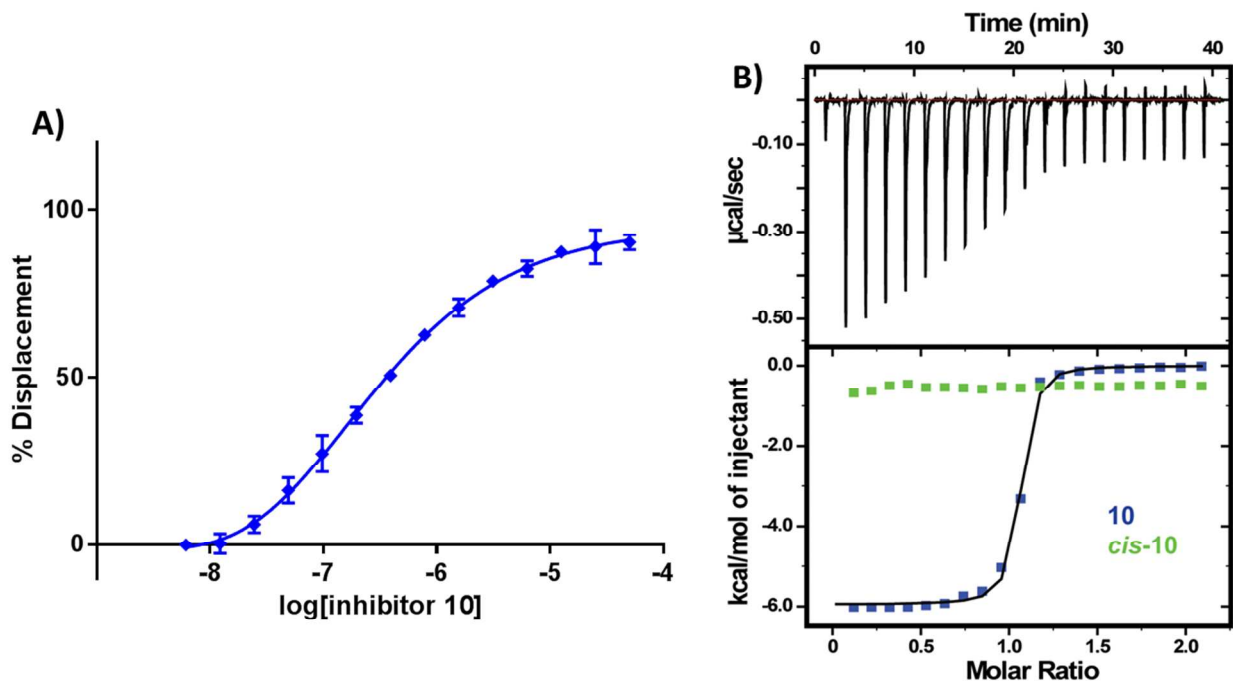 A)
100
50
0
% Displacement
-8 -7 -6 -5 -4
log[inhibitor 10]
B)
Time (min)
0 10 20 30 40
-0.10
-0.30
-0.50
µcal/sec
0.0
-2.0
-4.0
-6.0
kcal/mol of injectant
10
cis-10
0 0.5 1.0 1.5 2.0
Molar Ratio